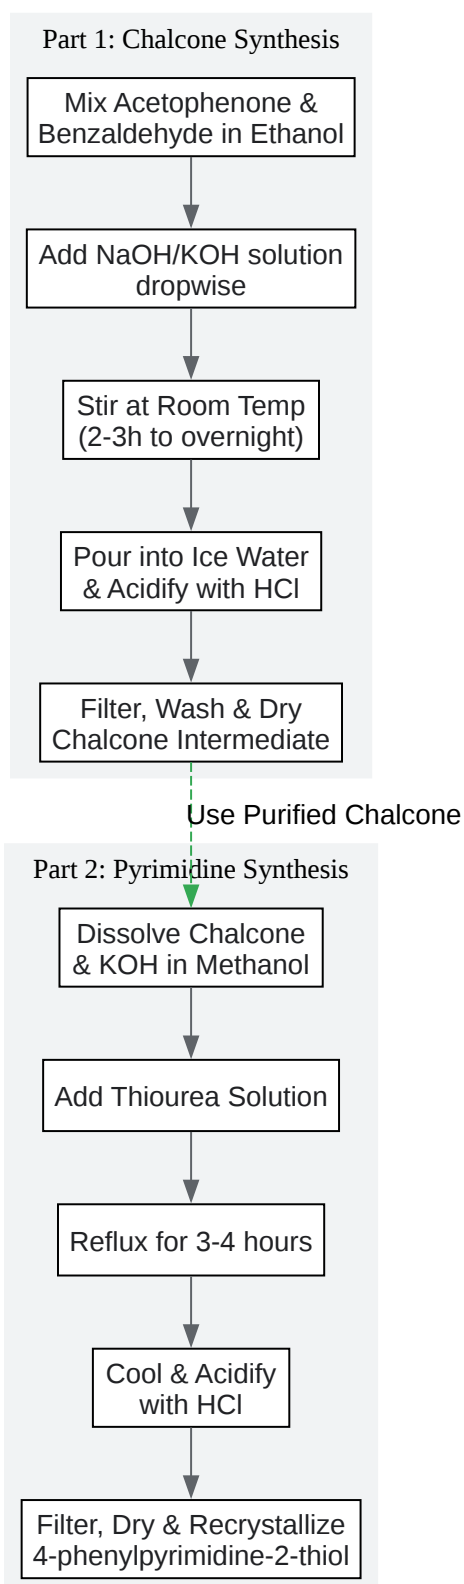 Part 1: Chalcone Synthesis
Mix Acetophenone &
Benzaldehyde in Ethanol
Add NaOH/KOH solution
dropwise
Stir at Room Temp
(2-3h to overnight)
Pour into Ice Water
& Acidify with HCl
Filter, Wash & Dry
Chalcone Intermediate
Use Purified Chalcone
Part 2: Pyrimidine Synthesis
Dissolve Chalcone
& KOH in Methanol
Add Thiourea Solution
Reflux for 3-4 hours
Cool & Acidify
with HCl
Filter, Dry & Recrystallize
4-phenylpyrimidine-2-thiol